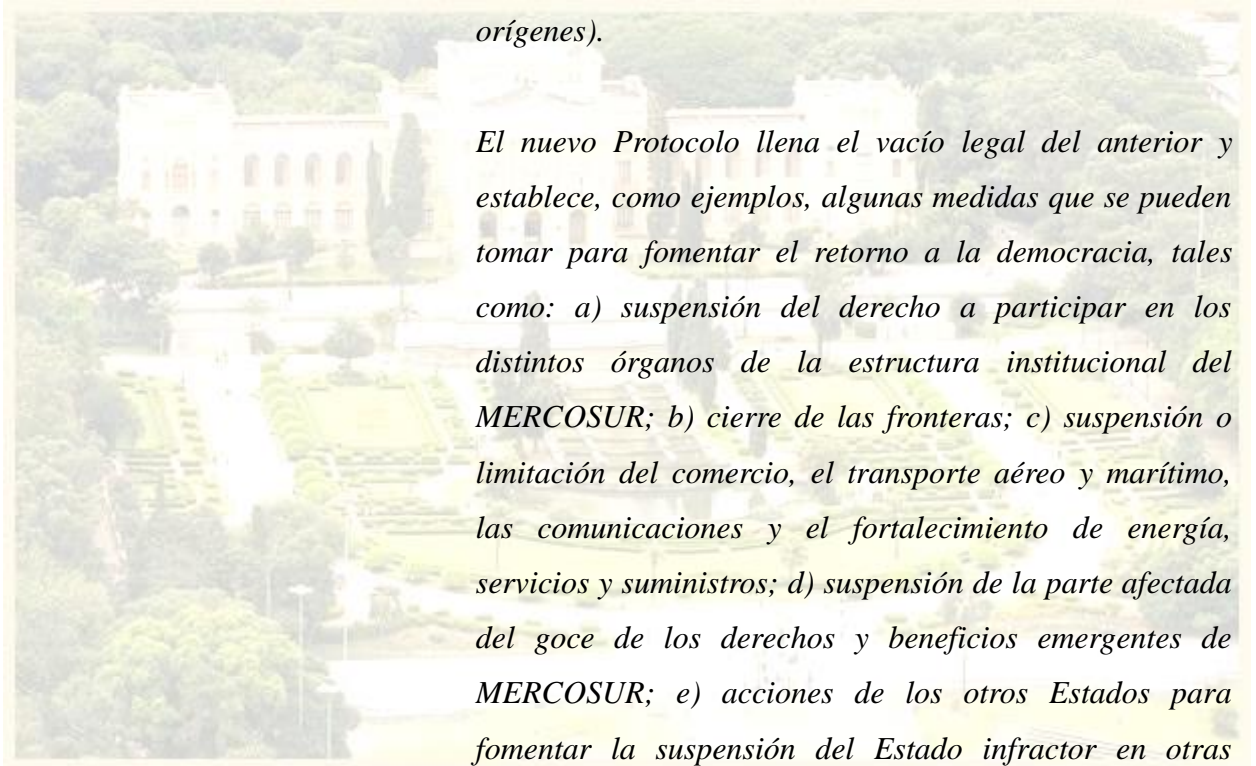 orígenes).
El nuevo Protocolo llena el vacío legal del anterior y
establece, como ejemplos, algunas medidas que se pueden
tomar para fomentar el retorno a la democracia, tales
como: a) suspensión del derecho a participar en los
distintos órganos de la estructura institucional del
MERCOSUR; b) cierre de las fronteras; c) suspensión o
limitación del comercio, el transporte aéreo y marítimo,
las comunicaciones y el fortalecimiento de energía,
servicios y suministros; d) suspensión de la parte afectada
del goce de los derechos y beneficios emergentes de
MERCOSUR; e) acciones de los otros Estados para
fomentar la suspensión del Estado infractor en otras